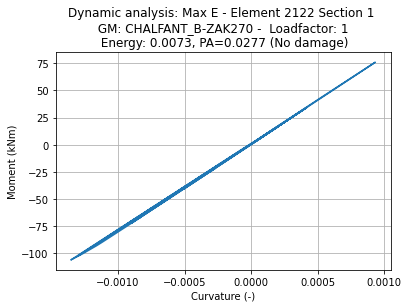 Dynamic analysis: Max E - Element 2122 Section 1
GM: CHALFANT_B-ZAK270 - Loadfactor: 1
Energy: 0.0073, PA=0.0277 (No damage)
Moment (kNm)
75
50
25
0
−25
−50
−75
−100
−0.0010
−0.0005
0.0000
0.0005
0.0010
Curvature (-)